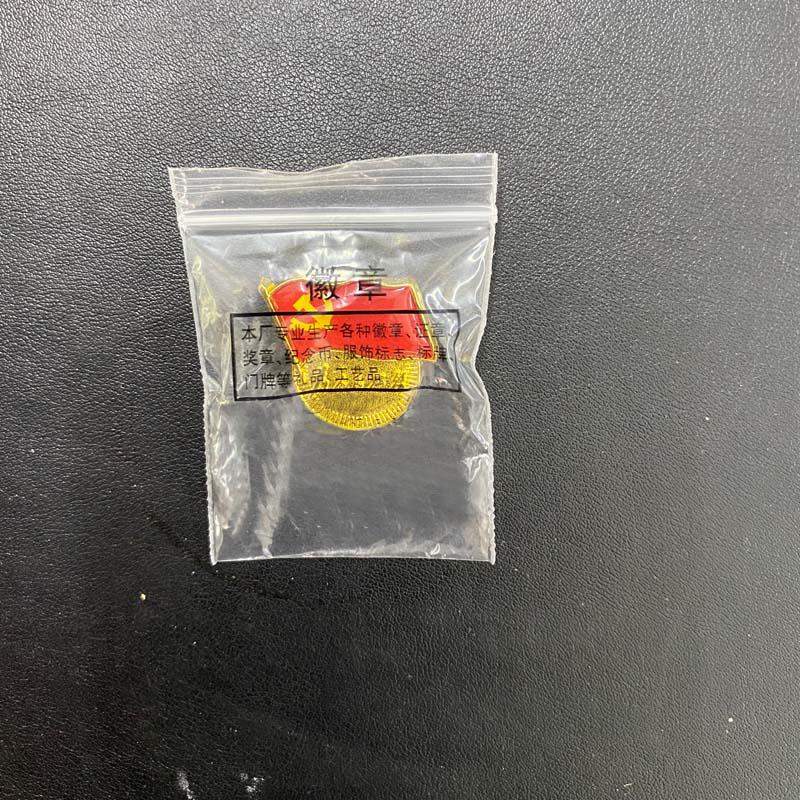 徽章
本厂专业生产各种徽章、证章、
奖章、纪念币、服饰标志、标牌、
门牌等礼品、工艺品